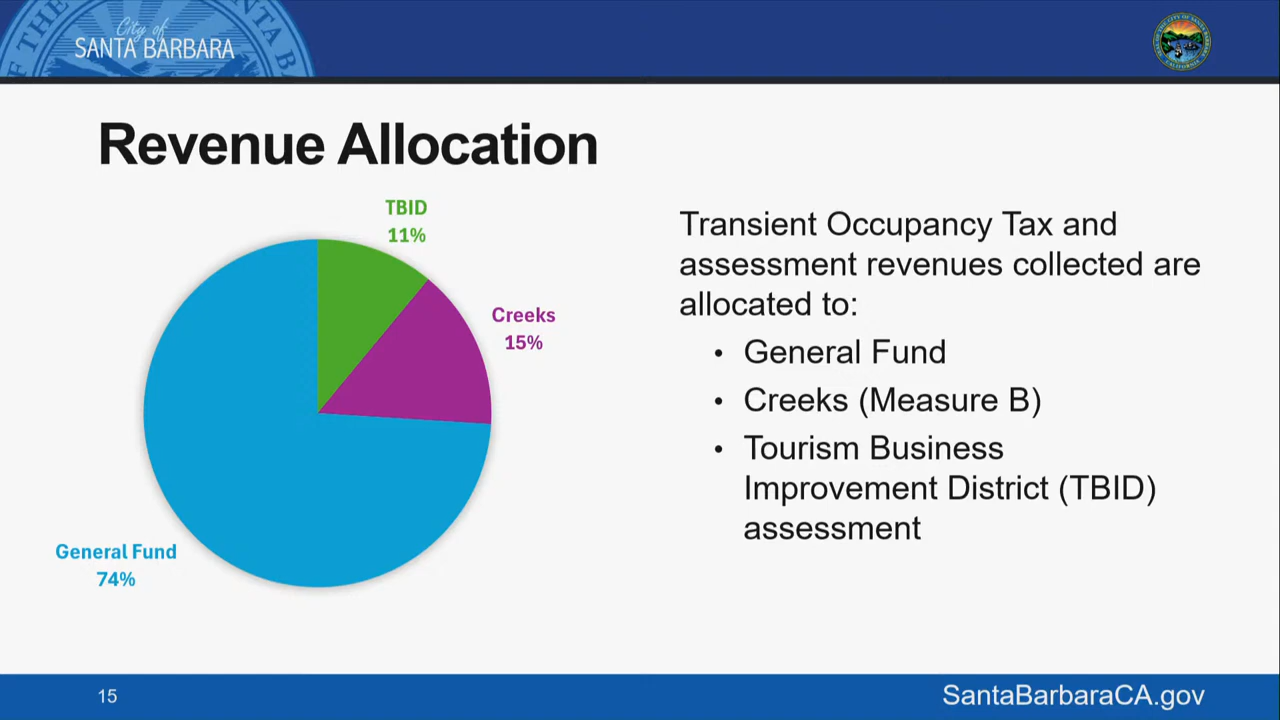 City of
SANTA BARBARA
Revenue Allocation
TBID
11%
Creeks
15%
General Fund
74%
Transient Occupancy Tax and
assessment revenues collected are
allocated to:
• General Fund
• Creeks (Measure B)
• Tourism Business
Improvement District (TBID)
assessment
15
SantaBarbaraCA.gov